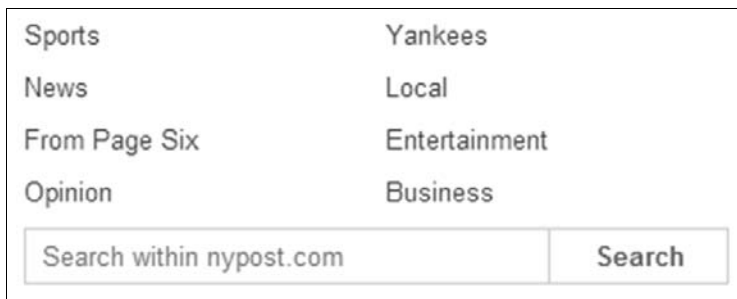 Sports Yankees
News Local
From Page Six Entertainment
Opinion Business
Search within nypost.com Search